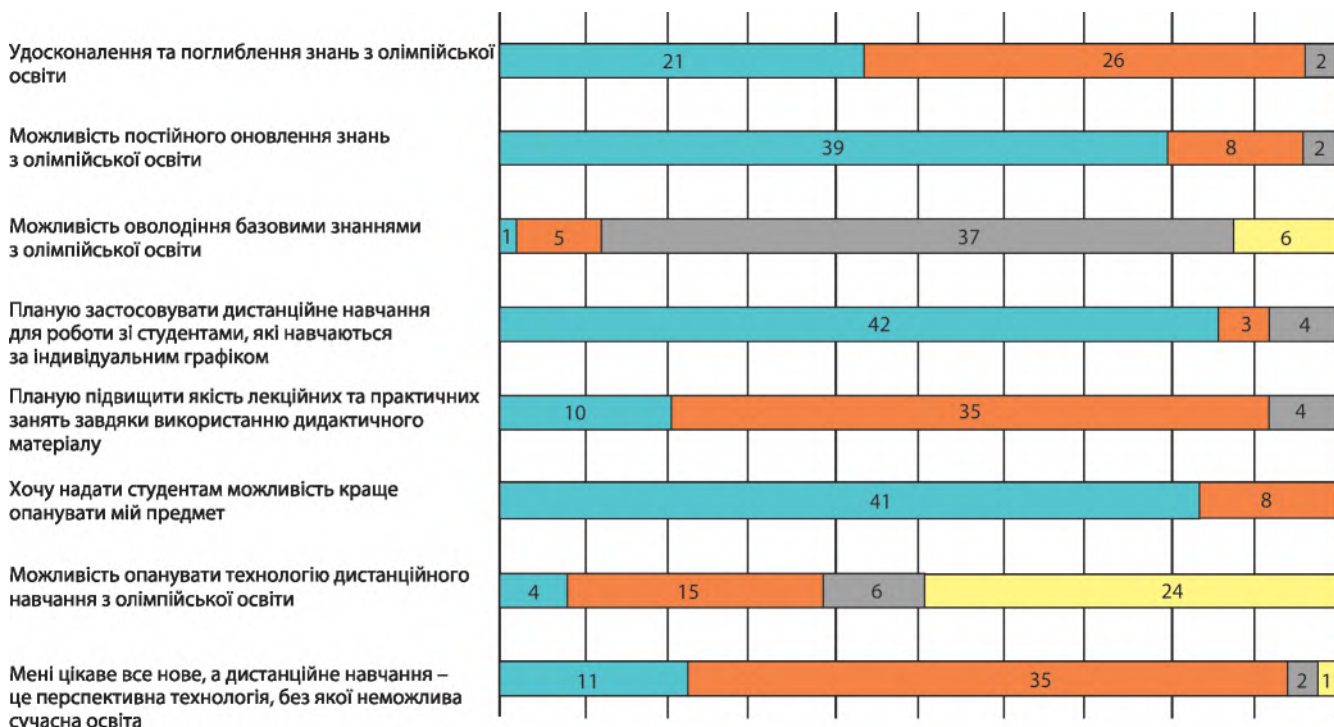 Удосконалення та поглиблення знань з олімпійської
освіти
21 26 2
Можливість постійного оновлення знань
з олімпійської освіти
39 8 2
Можливість оволодіння базовими знаннями
з олімпійської освіти
1 5 37 6
Планую застосовувати дистанційне навчання
для роботи зі студентами, які навчаються
за індивідуальним графіком
42 3 4
Планую підвищити якість лекційних та практичних
занять завдяки використанню дидактичного
матеріалу
10 35 4
Хочу надати студентам можливість краще
опанувати мій предмет
41 8
Можливість опанувати технологію дистанційного
навчання з олімпійської освіти
4 15 6 24
Мені цікаве все нове, а дистанційне навчання –
це перспективна технологія, без якої неможлива
сучасна освіта
11 35 2 1